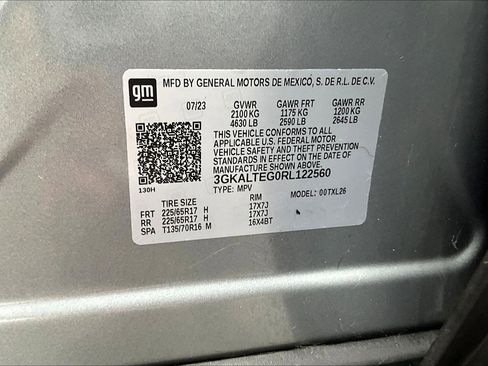 gm
MFD BY GENERAL MOTORS DE MEXICO, S. DE R.L. DE C.V.
07/23 GVWR GAWR FRT GAWR RR
2100 KG 1175 KG 1200 KG
4630 LB 2590 LB 2645 LB
THIS VEHICLE CONFORMS TO ALL
APPLICABLE U.S. FEDERAL MOTOR
VEHICLE SAFETY AND THEFT PREVENTION
STANDARDS IN EFFECT ON THE DATE OF
MANUFACTURE SHOWN ABOVE.
3GKALTEG0RL122560
130H TYPE: MPV MODEL: 00TXL26
TIRE SIZE RIM
FRT 225/65R17 H 17X7J
RR 225/65R17 H 17X7J
SPA T135/70R16 M 16X4BT